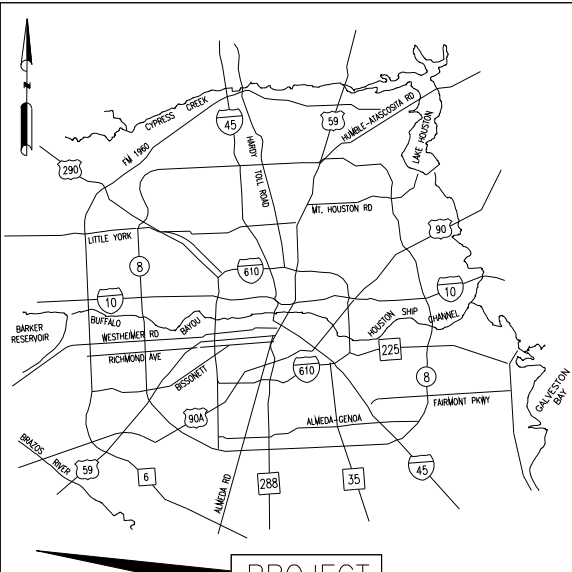 N
CYPRESS CREEK
45
59
HUMBLE-ATASCOSITA RD
FM 1960
HARDY TOLL ROAD
LAKE HOUSTON
290
MT. HOUSTON RD
90
LITTLE YORK
8
610
10
10
BUFFALO BAYOU
HOUSTON SHIP CHANNEL
BARKER
RESERVOIR
WESTHEIMER RD
RICHMOND AVE
225
BISSONETT
610
8
GALVESTON
BAY
90A
FAIRMONT PKWY
ALMEDA-GENOA
BRAZOS RIVER
59
6
ALMEDA RD
288
35
45
PROJECT